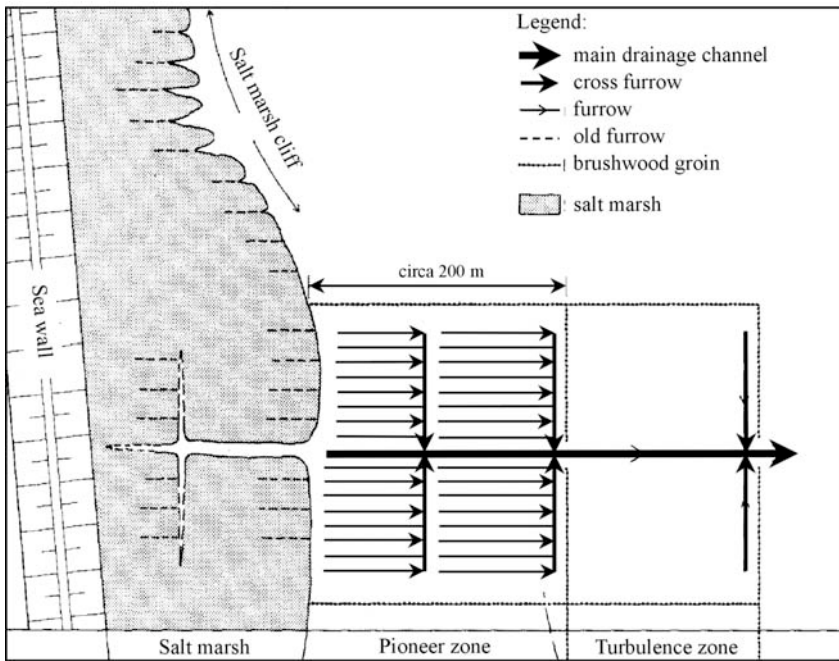 Legend:
main drainage channel
cross furrow
furrow
old furrow
brushwood groin
salt marsh
Salt marsh cliff
circa 200 m
Sea wall
Salt marsh
Pioneer zone
Turbulence zone